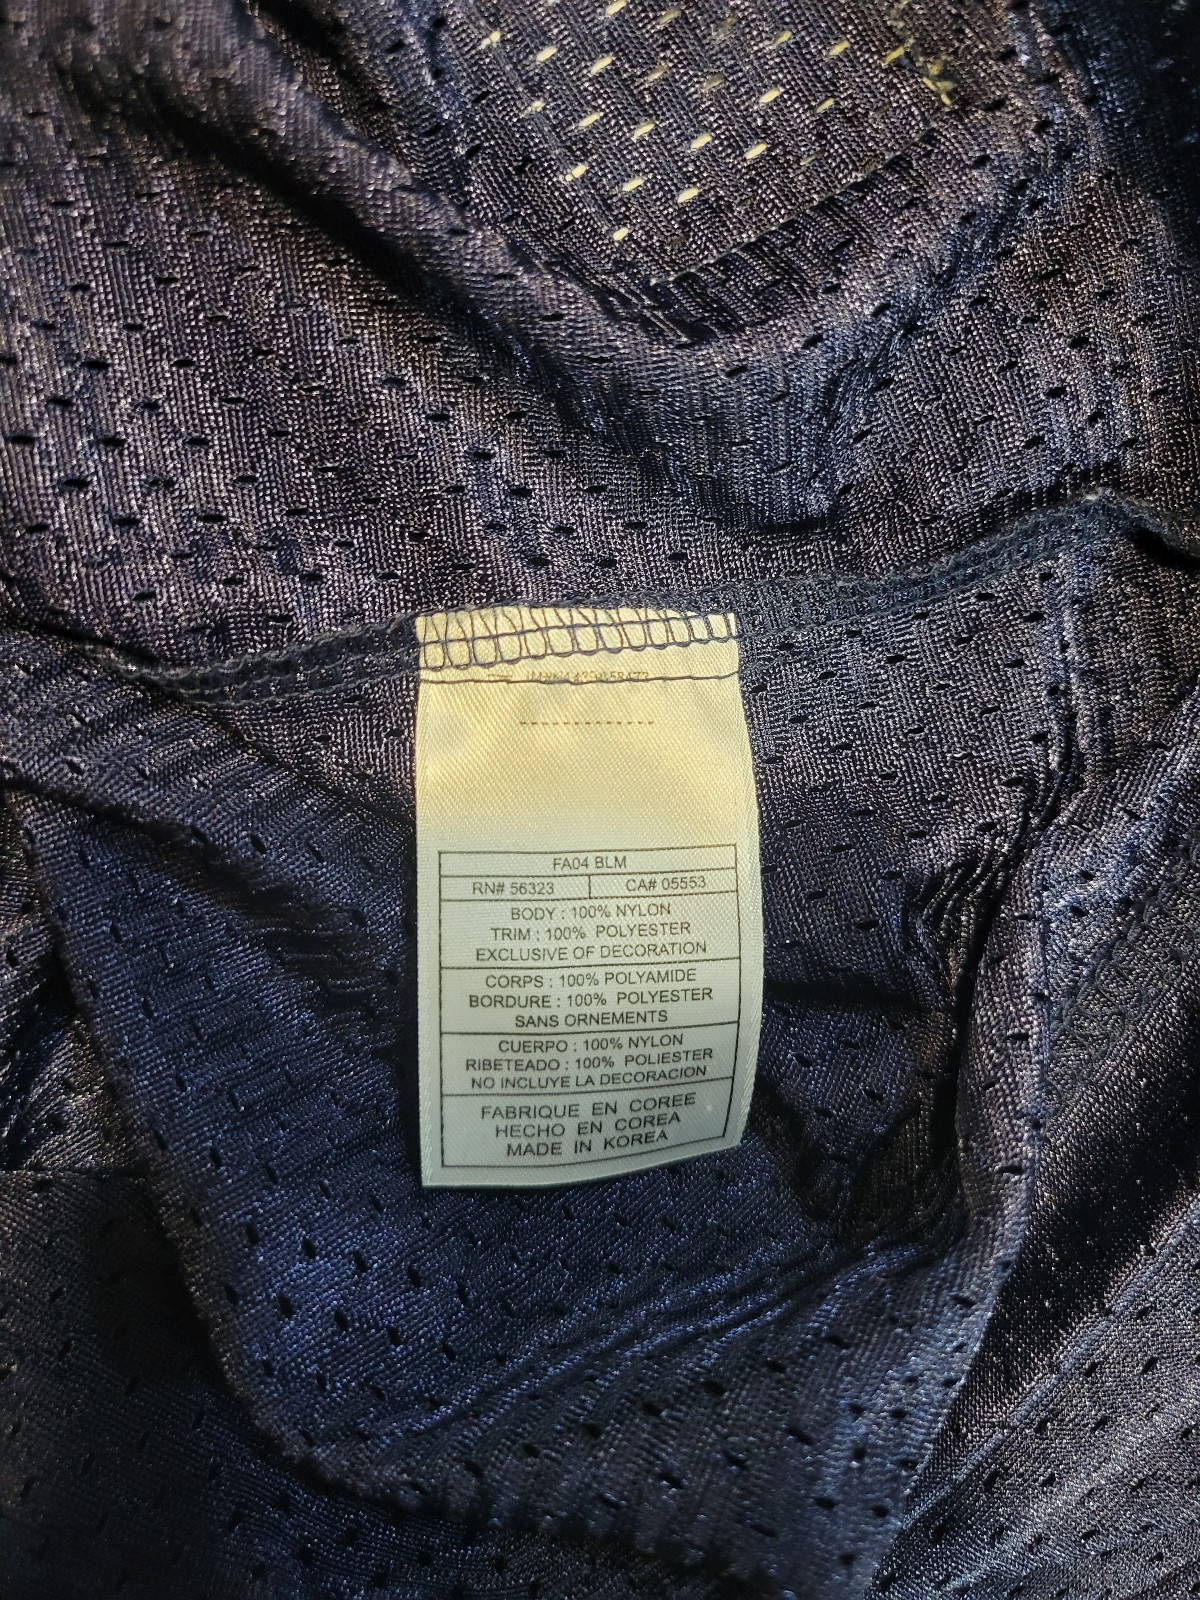 FA04 BLM
RN# 56323 CA# 05553
BODY : 100% NYLON
TRIM : 100% POLYESTER
EXCLUSIVE OF DECORATION
CORPS : 100% POLYAMIDE
BORDURE : 100% POLYESTER
SANS ORNEMENTS
CUERPO : 100% NYLON
RIBETEADO : 100% POLIESTER
NO INCLUYE LA DECORACION
FABRIQUE EN COREE
HECHO EN COREA
MADE IN KOREA